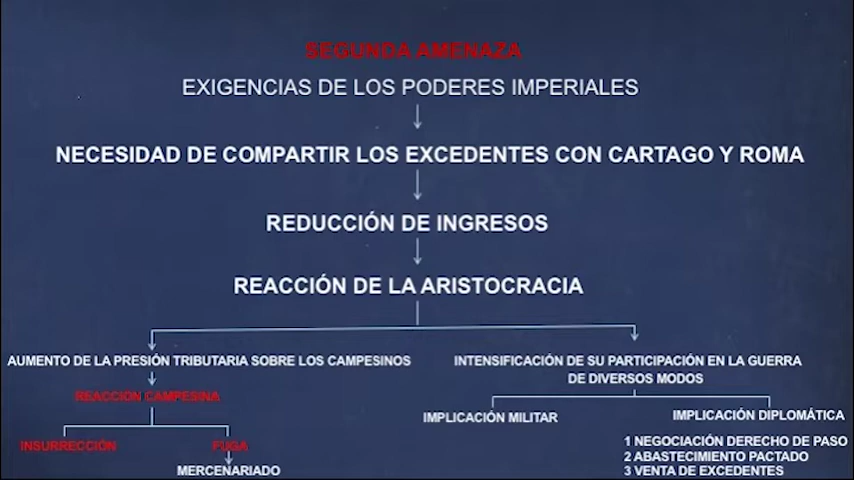 SEGUNDA AMENAZA
EXIGENCIAS DE LOS PODERES IMPERIALES
NECESIDAD DE COMPARTIR LOS EXCEDENTES CON CARTAGO Y ROMA
REDUCCIÓN DE INGRESOS
REACCIÓN DE LA ARISTOCRACIA
AUMENTO DE LA PRESIÓN TRIBUTARIA SOBRE LOS CAMPESINOS
REACCIÓN CAMPESINA
INSURRECCIÓN
FUGA
MERCENARIADO
INTENSIFICACIÓN DE SU PARTICIPACIÓN EN LA GUERRA
DE DIVERSOS MODOS
IMPLICACIÓN MILITAR
IMPLICACIÓN DIPLOMÁTICA
1 NEGOCIACIÓN DERECHO DE PASO
2 ABASTECIMIENTO PACTADO
3 VENTA DE EXCEDENTES